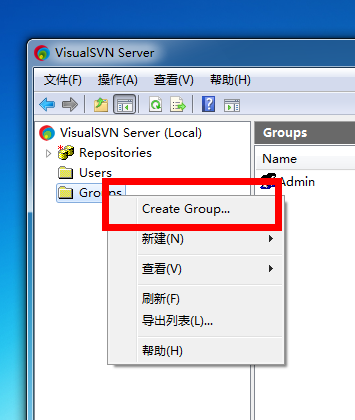 VisualSVN Server
文件(F) 操作(A) 查看(V) 帮助(H)
VisualSVN Server (Local)
Groups
Repositories
Name
Users
Groups
Admin
Create Group...
新建(N)
查看(V)
刷新(F)
导出列表(L)...
帮助(H)